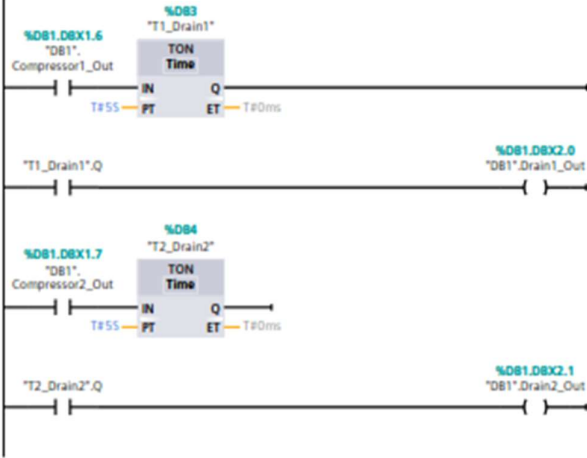 %DB3
"T1_Drain1"
%DB1.DBX1.6
"DB1".
Compressor1_Out
TON
Time
IN Q
T#5S PT ET T#0ms
%DB1.DBX2.0
"T1_Drain1".Q "DB1".Drain1_Out
%DB4
"T2_Drain2"
%DB1.DBX1.7
"DB1".
Compressor2_Out
TON
Time
IN Q
T#5S PT ET T#0ms
%DB1.DBX2.1
"T2_Drain2".Q "DB1".Drain2_Out